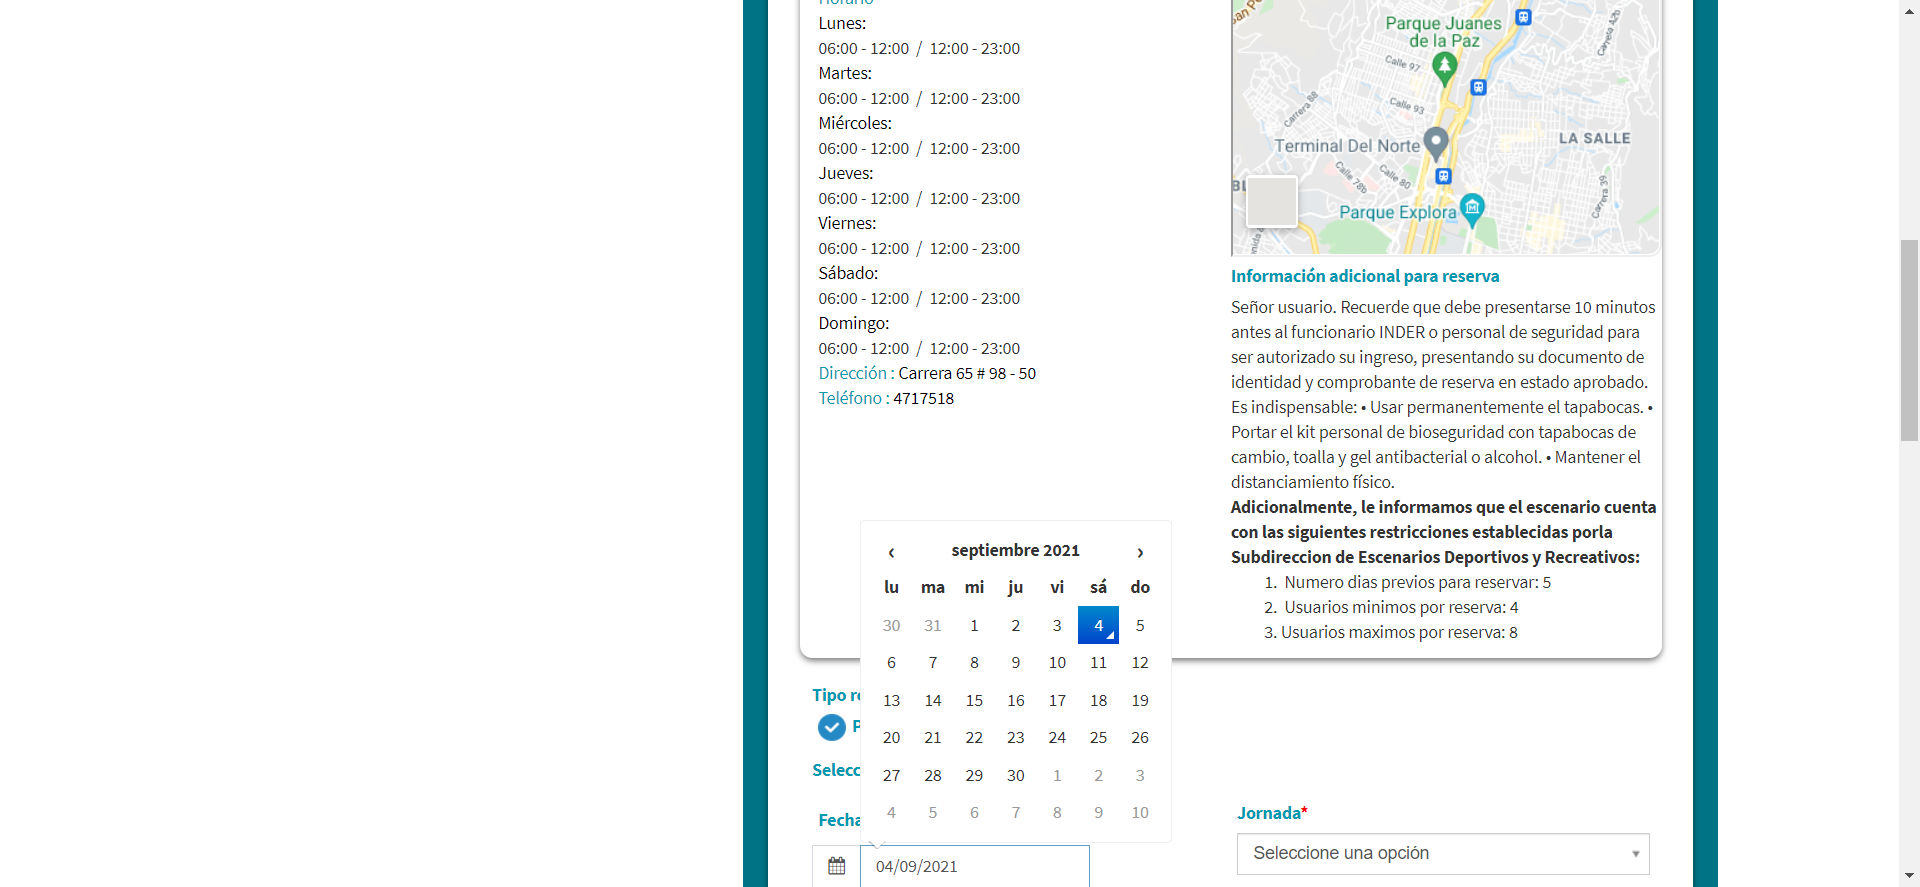 Horario
Lunes:
06:00 - 12:00 / 12:00 - 23:00
Martes:
06:00 - 12:00 / 12:00 - 23:00
Miércoles:
06:00 - 12:00 / 12:00 - 23:00
Jueves:
06:00 - 12:00 / 12:00 - 23:00
Viernes:
06:00 - 12:00 / 12:00 - 23:00
Sábado:
06:00 - 12:00 / 12:00 - 23:00
Domingo:
06:00 - 12:00 / 12:00 - 23:00
Dirección : Carrera 65 # 98 - 50
Teléfono : 4717518
Parque Juanes
de la Paz
Carrera 42b
Calle 97
Carrera 88
Calle 93
Terminal Del Norte
LA SALLE
Calle 78b
Calle 80
Carrera 39
Parque Explora
Información adicional para reserva
Señor usuario. Recuerde que debe presentarse 10 minutos
antes al funcionario INDER o personal de seguridad para
ser autorizado su ingreso, presentando su documento de
identidad y comprobante de reserva en estado aprobado.
Es indispensable: • Usar permanentemente el tapabocas. •
Portar el kit personal de bioseguridad con tapabocas de
cambio, toalla y gel antibacterial o alcohol. • Mantener el
distanciamiento físico.
Adicionalmente, le informamos que el escenario cuenta
con las siguientes restricciones establecidas porla
Subdireccion de Escenarios Deportivos y Recreativos:
1. Numero dias previos para reservar: 5
2. Usuarios minimos por reserva: 4
3. Usuarios maximos por reserva: 8
‹ septiembre 2021 ›
lu ma mi ju vi sá do
30 31 1 2 3 4 5
6 7 8 9 10 11 12
13 14 15 16 17 18 19
20 21 22 23 24 25 26
27 28 29 30 1 2 3
4 5 6 7 8 9 10
Tipo re
P
Selecc
Fecha
04/09/2021
Jornada*
Seleccione una opción